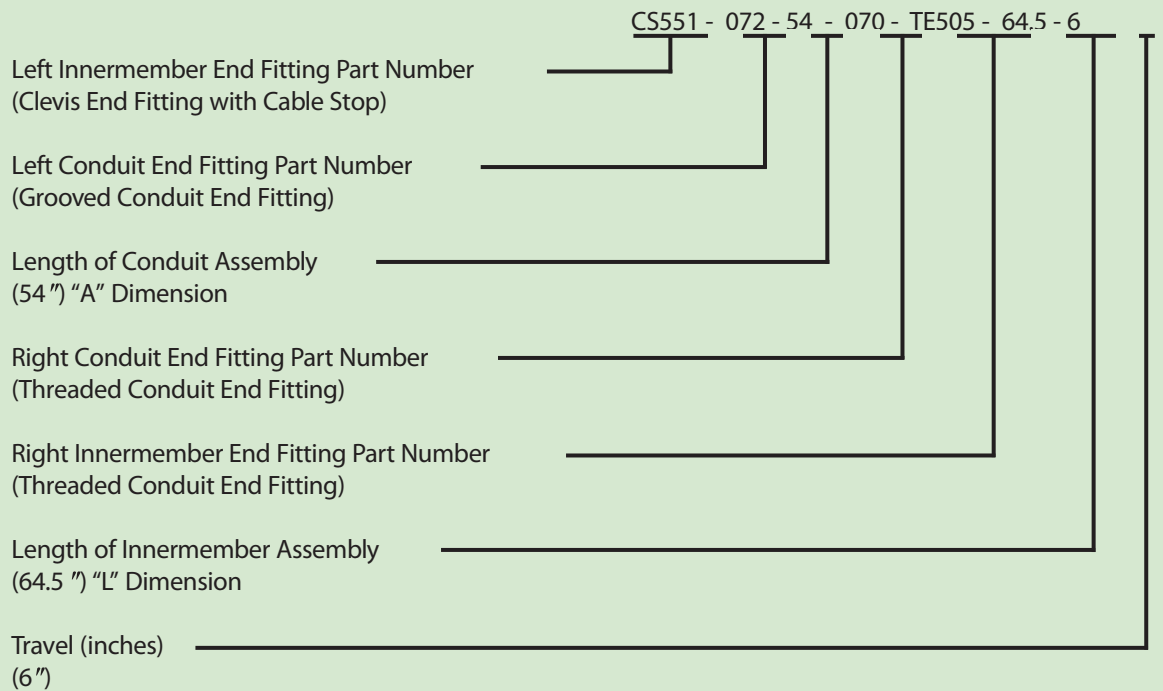 CS551 - 072 - 54 - 070 - TE505 - 64.5 - 6
Left Innermember End Fitting Part Number
(Clevis End Fitting with Cable Stop)
Left Conduit End Fitting Part Number
(Grooved Conduit End Fitting)
Length of Conduit Assembly
(54 ″) “A” Dimension
Right Conduit End Fitting Part Number
(Threaded Conduit End Fitting)
Right Innermember End Fitting Part Number
(Threaded Conduit End Fitting)
Length of Innermember Assembly
(64.5 ″) “L” Dimension
Travel (inches)
(6 ″)